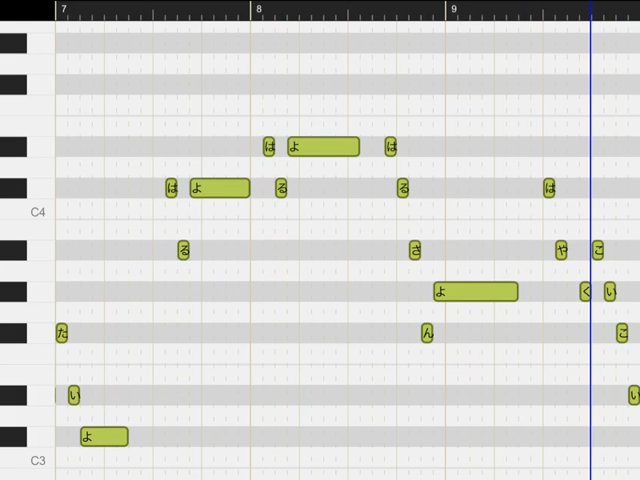 7 8 9
は よ は
は よ る る は
C4
る さ や こ
よ く い
た ん こ
い い
よ
C3